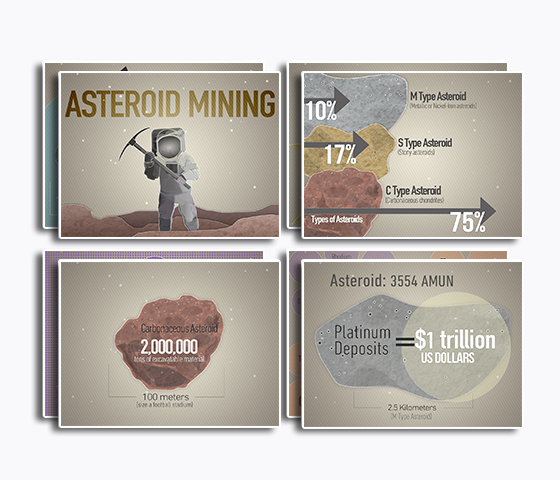 ASTEROID MINING
10%
M Type Asteroid
(Metallic or Nickel-Iron asteroids)
17%
S Type Asteroid
(Stony asteroids)
C Type Asteroid
(Carbonaceous chondrites)
Types of Asteroids
75%
Carbonaceous Asteroid
2,000,000
tons of excavatable material
100 meters
(size a football stadium)
Asteroid: 3554 AMUN
Platinum
Deposits
=
$1 trillion
US DOLLARS
2.5 Kilometers
(M Type Asteroid)